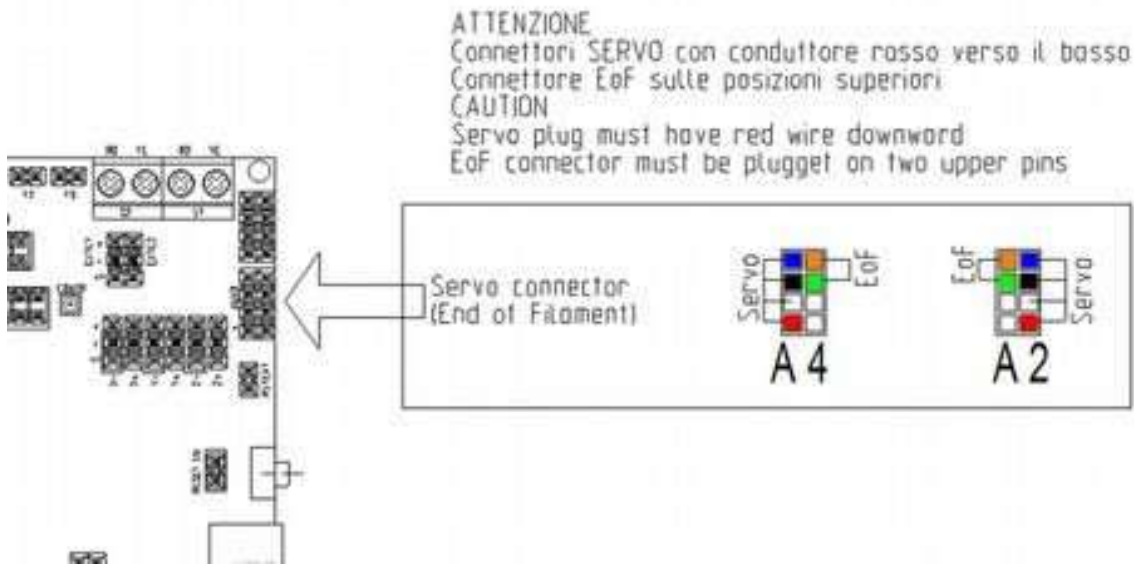 ATTENZIONE
Connettori SERVO con conduttore rosso verso il basso
Connettore EoF sulle posizioni superiori
CAUTION
Servo plug must have red wire downward
EoF connector must be plugget on two upper pins
Servo connector
(End of Filament)
Servo
EoF
A4
EoF
Servo
A2